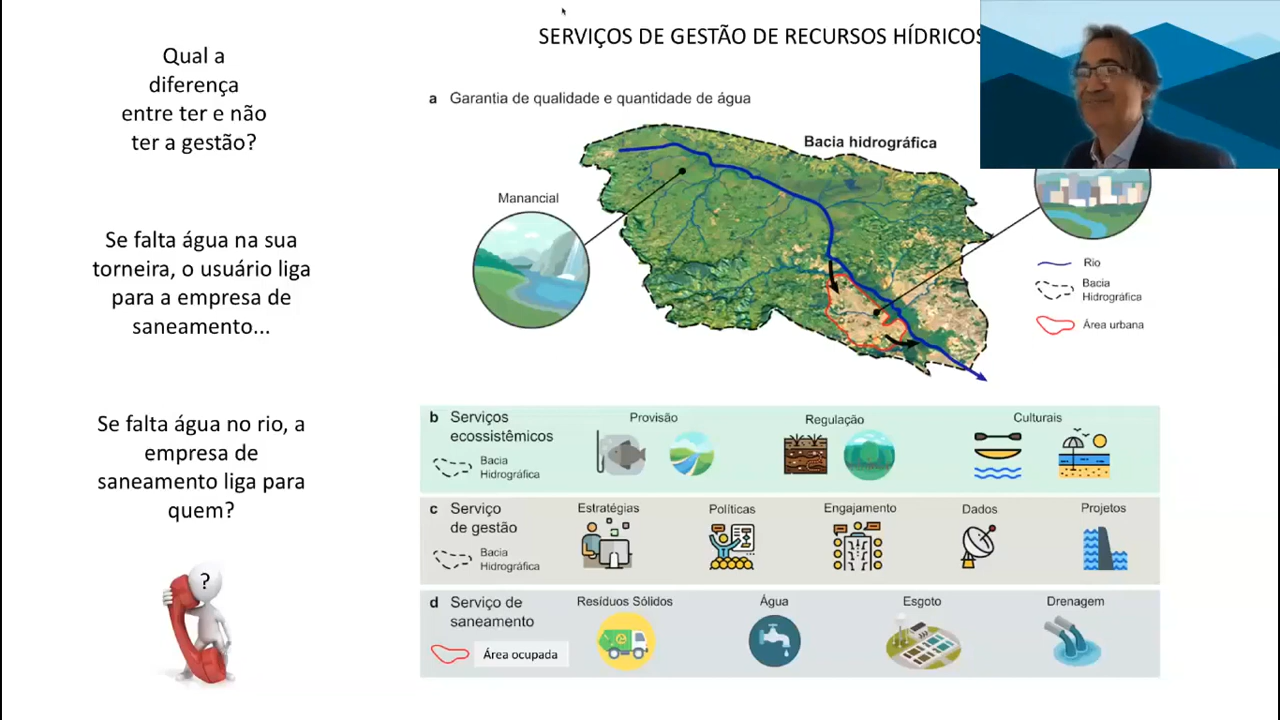 SERVIÇOS DE GESTÃO DE RECURSOS HÍDRICOS
Qual a
diferença
entre ter e não
ter a gestão?
Se falta água na sua
torneira, o usuário liga
para a empresa de
saneamento...
Se falta água no rio, a
empresa de
saneamento liga para
quem?
?
a Garantia de qualidade e quantidade de água
Bacia hidrográfica
Manancial
Rio
Bacia
Hidrográfica
Área urbana
b Serviços
ecossistêmicos
Bacia
Hidrográfica
Provisão
Regulação
Culturais
c Serviço
de gestão
Bacia
Hidrográfica
Estratégias
Políticas
Engajamento
Dados
Projetos
d Serviço de
saneamento
Área ocupada
Resíduos Sólidos
Água
Esgoto
Drenagem